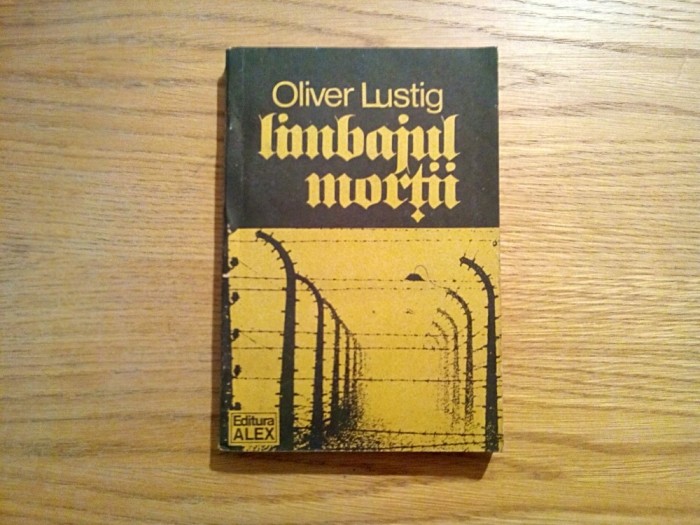 Oliver Lustig
limbajul
morții
Editura
ALEX